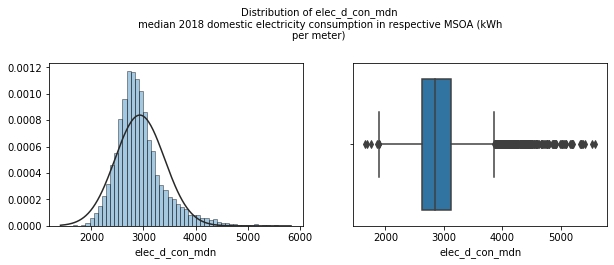 Distribution of elec_d_con_mdn
median 2018 domestic electricity consumption in respective MSOA (kWh
per meter)
0.0012
0.0010
0.0008
0.0006
0.0004
0.0002
0.0000
2000 3000 4000 5000 6000
elec_d_con_mdn
2000 3000 4000 5000
elec_d_con_mdn